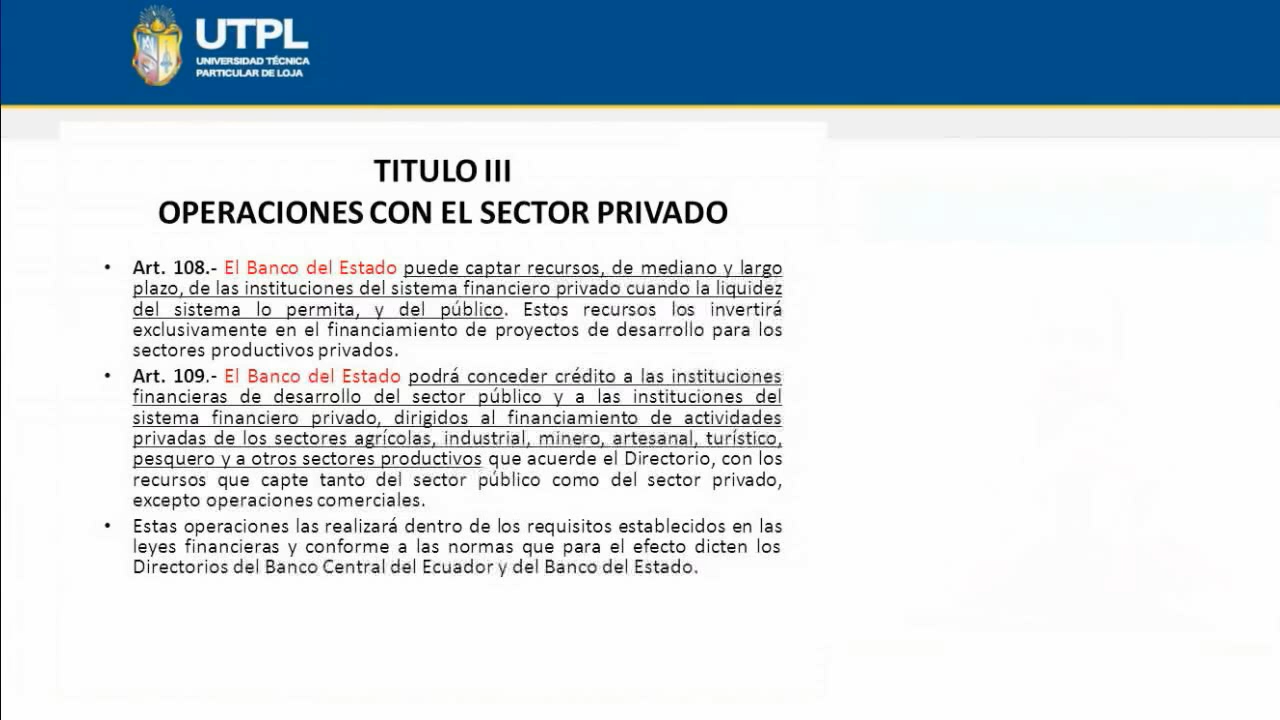 UTPL
UNIVERSIDAD TÉCNICA
PARTICULAR DE LOJA
TITULO III
OPERACIONES CON EL SECTOR PRIVADO
• Art. 108.- El Banco del Estado puede captar recursos, de mediano y largo
plazo, de las instituciones del sistema financiero privado cuando la liquidez
del sistema lo permita, y del público. Estos recursos los invertirá
exclusivamente en el financiamiento de proyectos de desarrollo para los
sectores productivos privados.
• Art. 109.- El Banco del Estado podrá conceder crédito a las instituciones
financieras de desarrollo del sector público y a las instituciones del
sistema financiero privado, dirigidos al financiamiento de actividades
privadas de los sectores agrícolas, industrial, minero, artesanal, turístico,
pesquero y a otros sectores productivos que acuerde el Directorio, con los
recursos que capte tanto del sector público como del sector privado,
excepto operaciones comerciales.
• Estas operaciones las realizará dentro de los requisitos establecidos en las
leyes financieras y conforme a las normas que para el efecto dicten los
Directorios del Banco Central del Ecuador y del Banco del Estado.